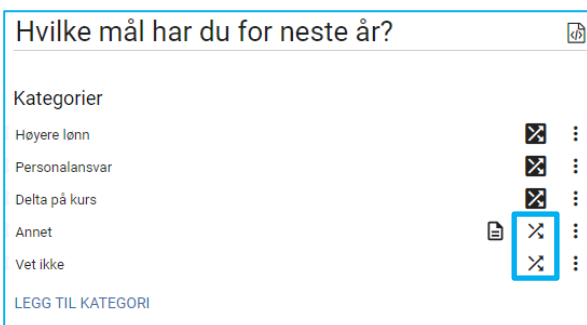 Hvilke mål har du for neste år?
Kategorier
Høyere lønn
Personalansvar
Delta på kurs
Annet
Vet ikke
LEGG TIL KATEGORI